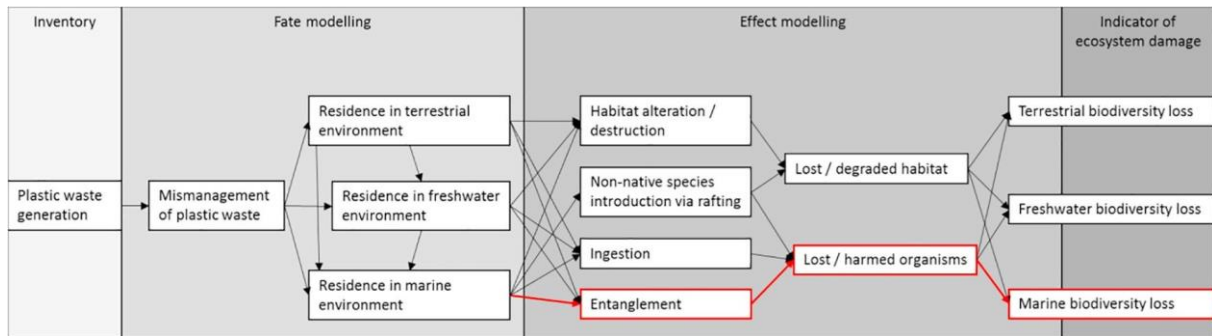 Inventory
Fate modelling
Effect modelling
Indicator of
ecosystem damage
Plastic waste
generation
Mismanagement
of plastic waste
Residence in terrestrial
environment
Residence in freshwater
environment
Residence in marine
environment
Habitat alteration /
destruction
Non-native species
introduction via rafting
Ingestion
Entanglement
Lost / degraded habitat
Lost / harmed organisms
Terrestrial biodiversity loss
Freshwater biodiversity loss
Marine biodiversity loss